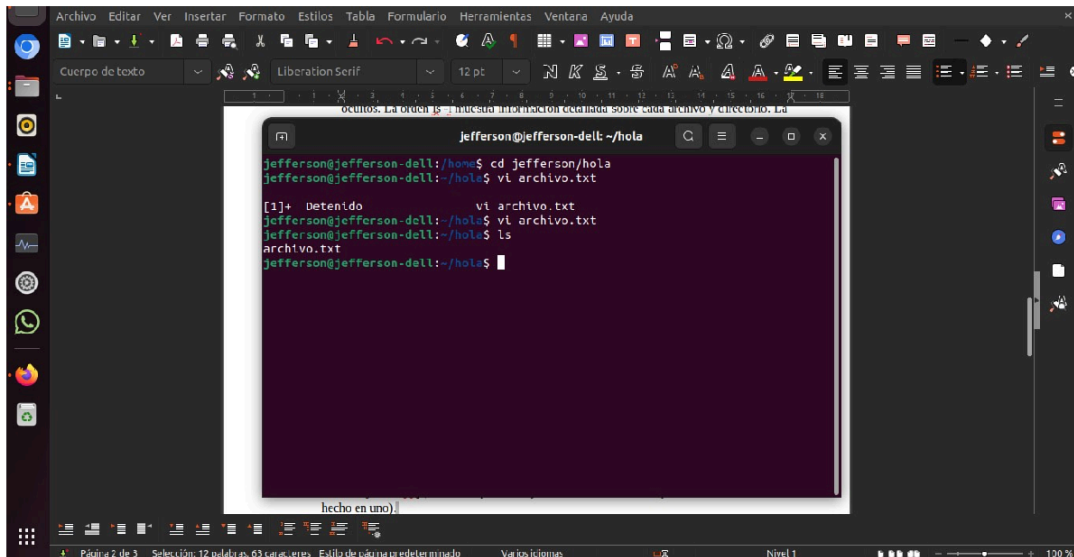 Archivo Editar Ver Insertar Formato Estilos Tabla Formulario Herramientas Ventana Ayuda
Cuerpo de texto Liberation Serif 12 pt N K S
ocultos. La orden ls -l muestra información detallada sobre cada archivo y directorio. La
jefferson@jefferson-dell: ~/hola
jefferson@jefferson-dell:/home$ cd jefferson/hola
jefferson@jefferson-dell:~/hola$ vi archivo.txt
[1]+ Detenido vi archivo.txt
jefferson@jefferson-dell:~/hola$ vi archivo.txt
jefferson@jefferson-dell:~/hola$ ls
archivo.txt
jefferson@jefferson-dell:~/hola$
hecho en uno).
Página 2 de 3 Selección: 12 palabras, 63 caracteres Estilo de página predeterminado Varios idiomas Nivel 1 100 %